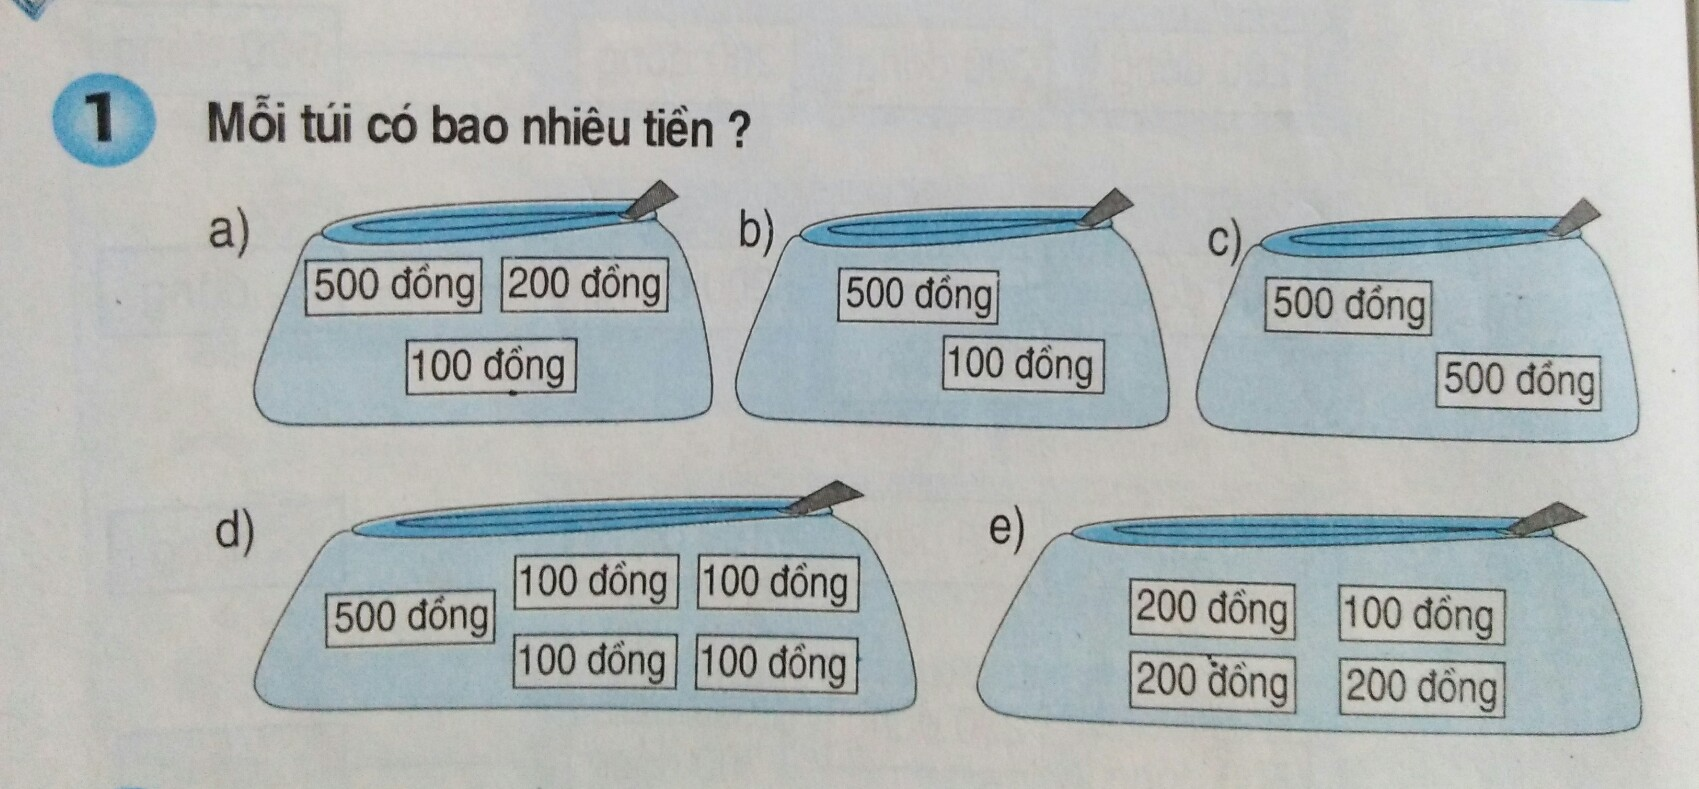 1 Mỗi túi có bao nhiêu tiền ?
a) b) c)
500 đồng 200 đồng
100 đồng
500 đồng
100 đồng
500 đồng
500 đồng
d)
500 đồng
100 đồng 100 đồng
100 đồng 100 đồng
e)
200 đồng 100 đồng
200 đồng 200 đồng